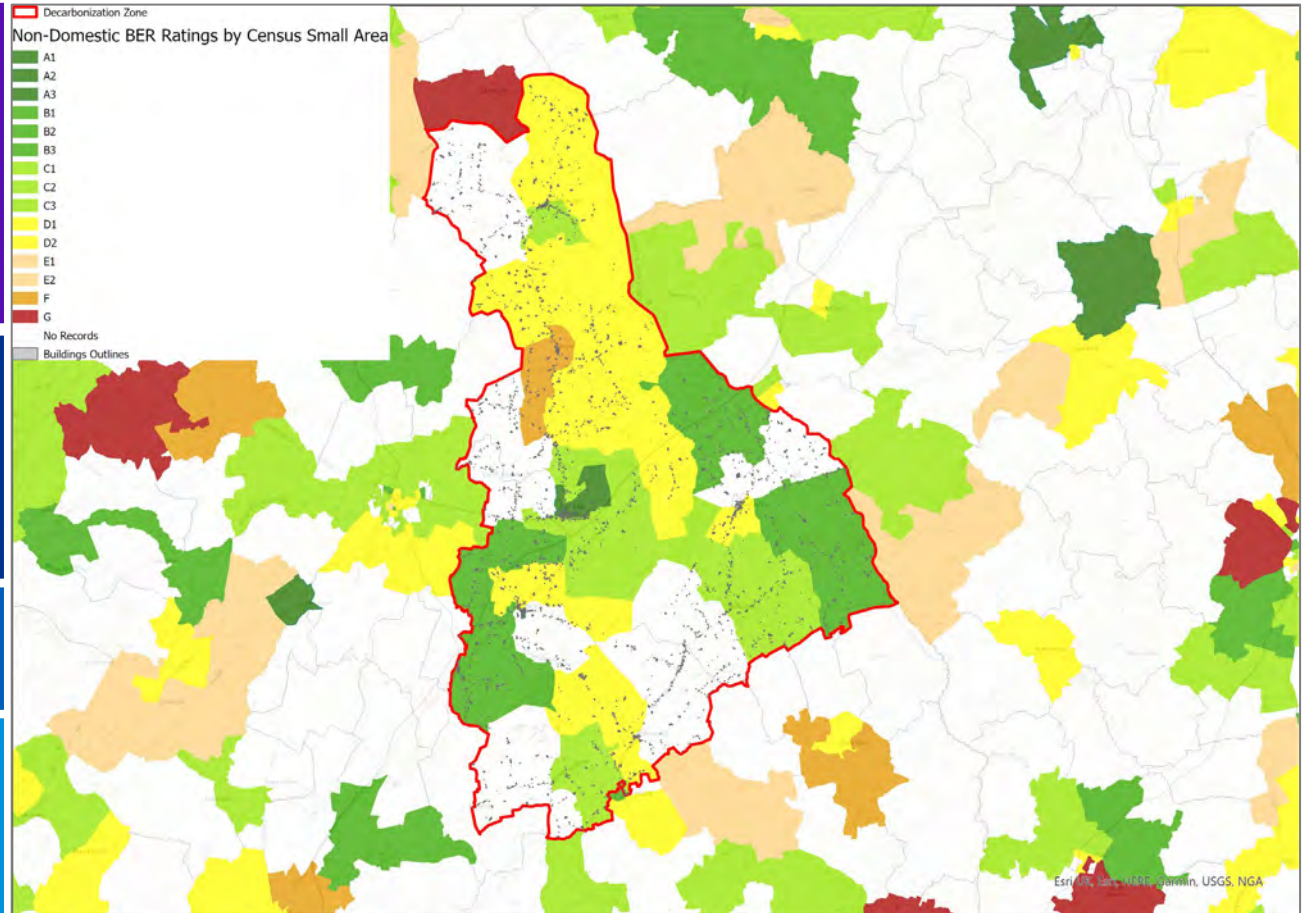 Decarbonization Zone
Non-Domestic BER Ratings by Census Small Area
A1
A2
A3
B1
B2
B3
C1
C2
C3
D1
D2
E1
E2
F
G
No Records
Buildings Outlines
Esri UK, Esri, HERE, Garmin, USGS, NGA